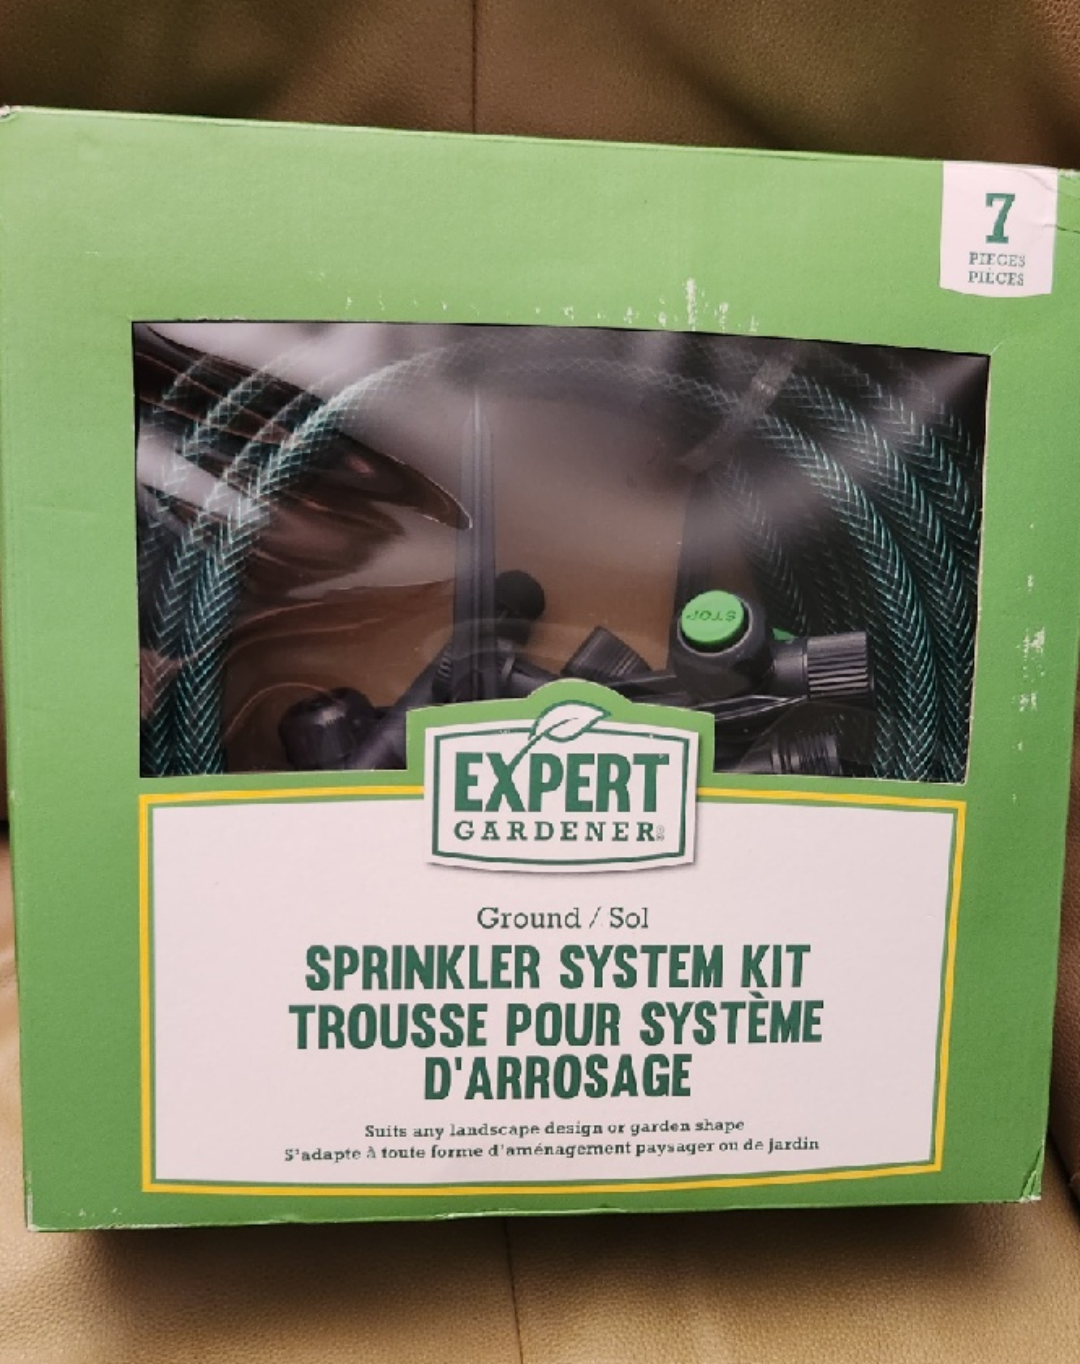 7
PIECES
PIÈCES
STOP
EXPERT
GARDENER
Ground / Sol
SPRINKLER SYSTEM KIT
TROUSSE POUR SYSTÈME
D'ARROSAGE
Suits any landscape design or garden shape
S'adapte à toute forme d'aménagement paysager ou de jardin